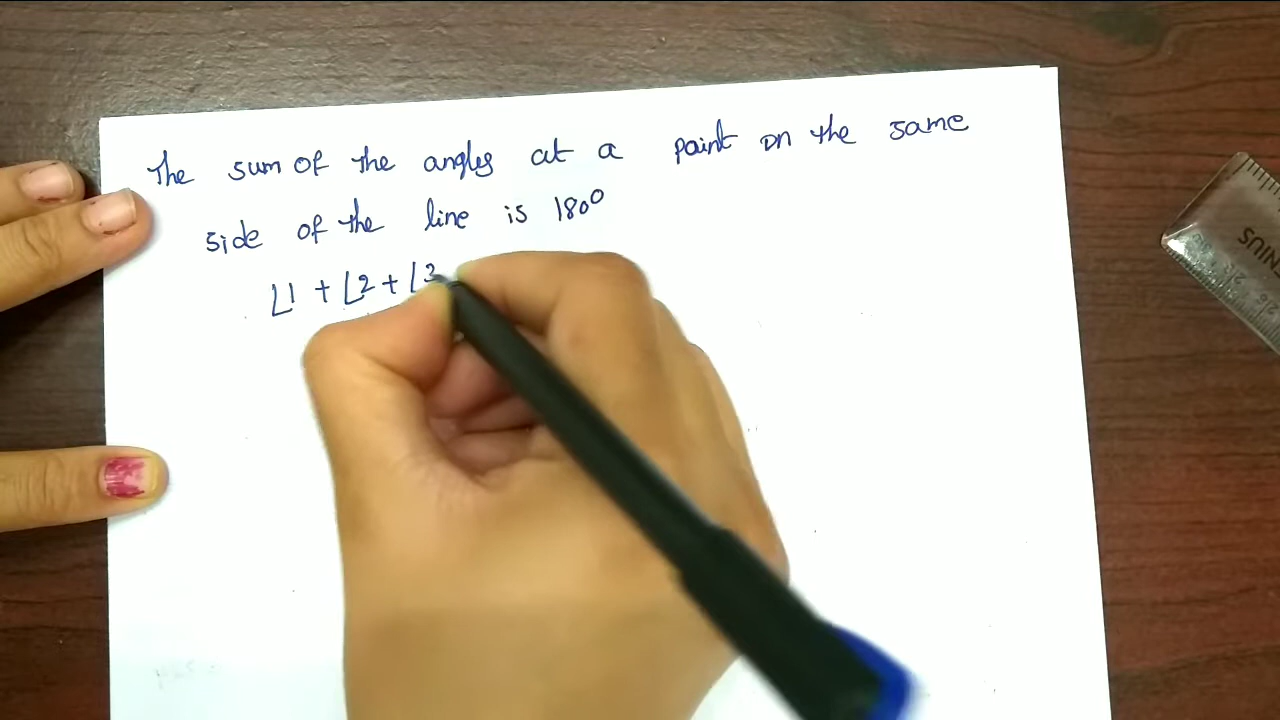 The sum of the angles at a point on the same
side of the line is 180°
∠1 + ∠2 + ∠3